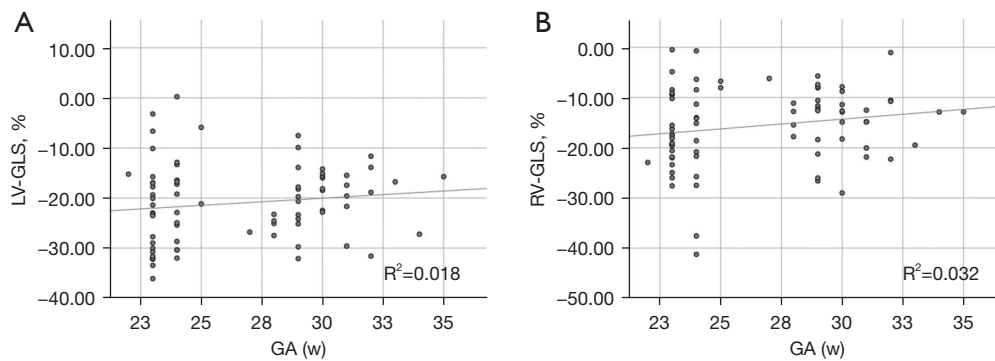 A
10.00
0.00
−10.00
−20.00
−30.00
−40.00
LV-GLS, %
R²=0.018
23 25 28 30 33 35
GA (w)
B
0.00
−10.00
−20.00
−30.00
−40.00
−50.00
RV-GLS, %
R²=0.032
23 25 28 30 33 35
GA (w)